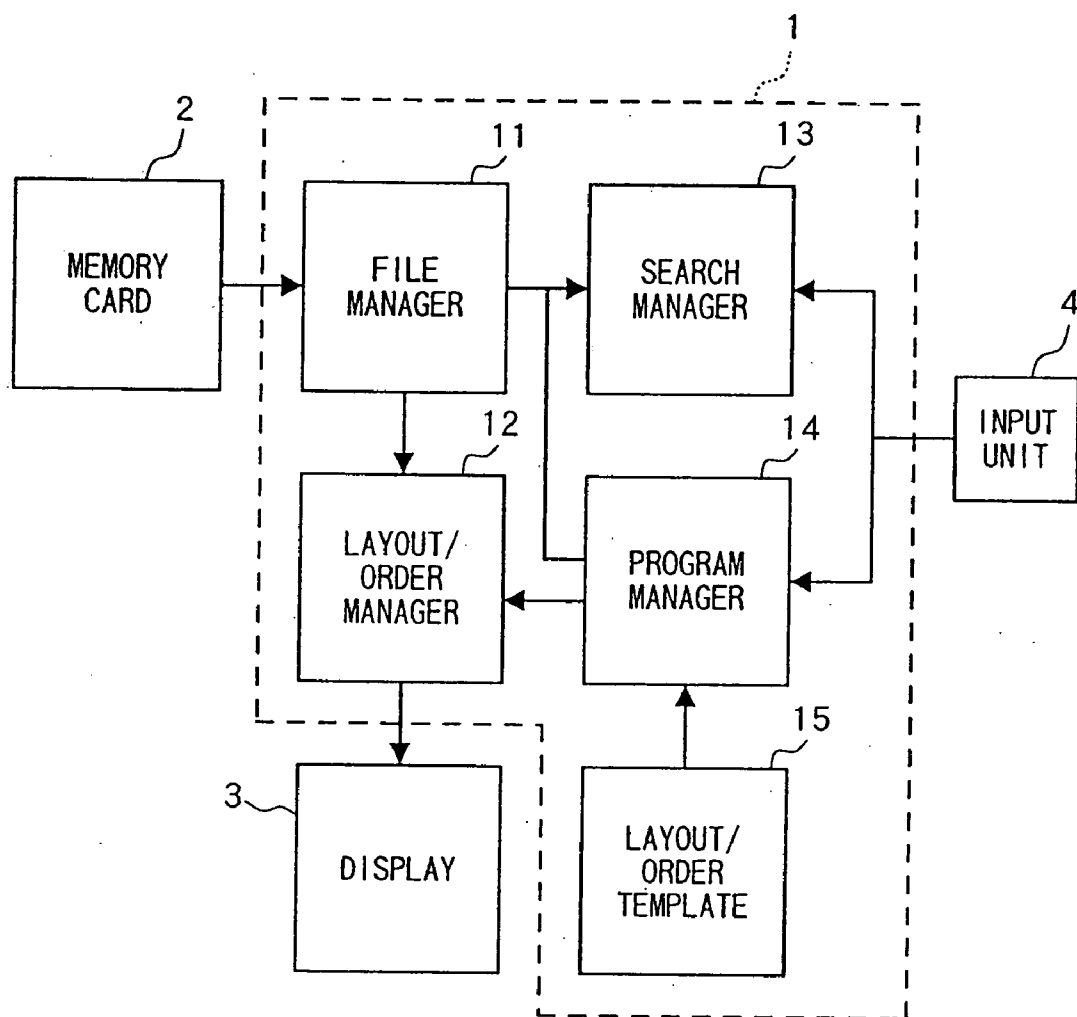 1
2
11
13
MEMORY
CARD
FILE
MANAGER
SEARCH
MANAGER
4
INPUT
UNIT
12
14
LAYOUT/
ORDER
MANAGER
PROGRAM
MANAGER
15
3
DISPLAY
LAYOUT/
ORDER
TEMPLATE